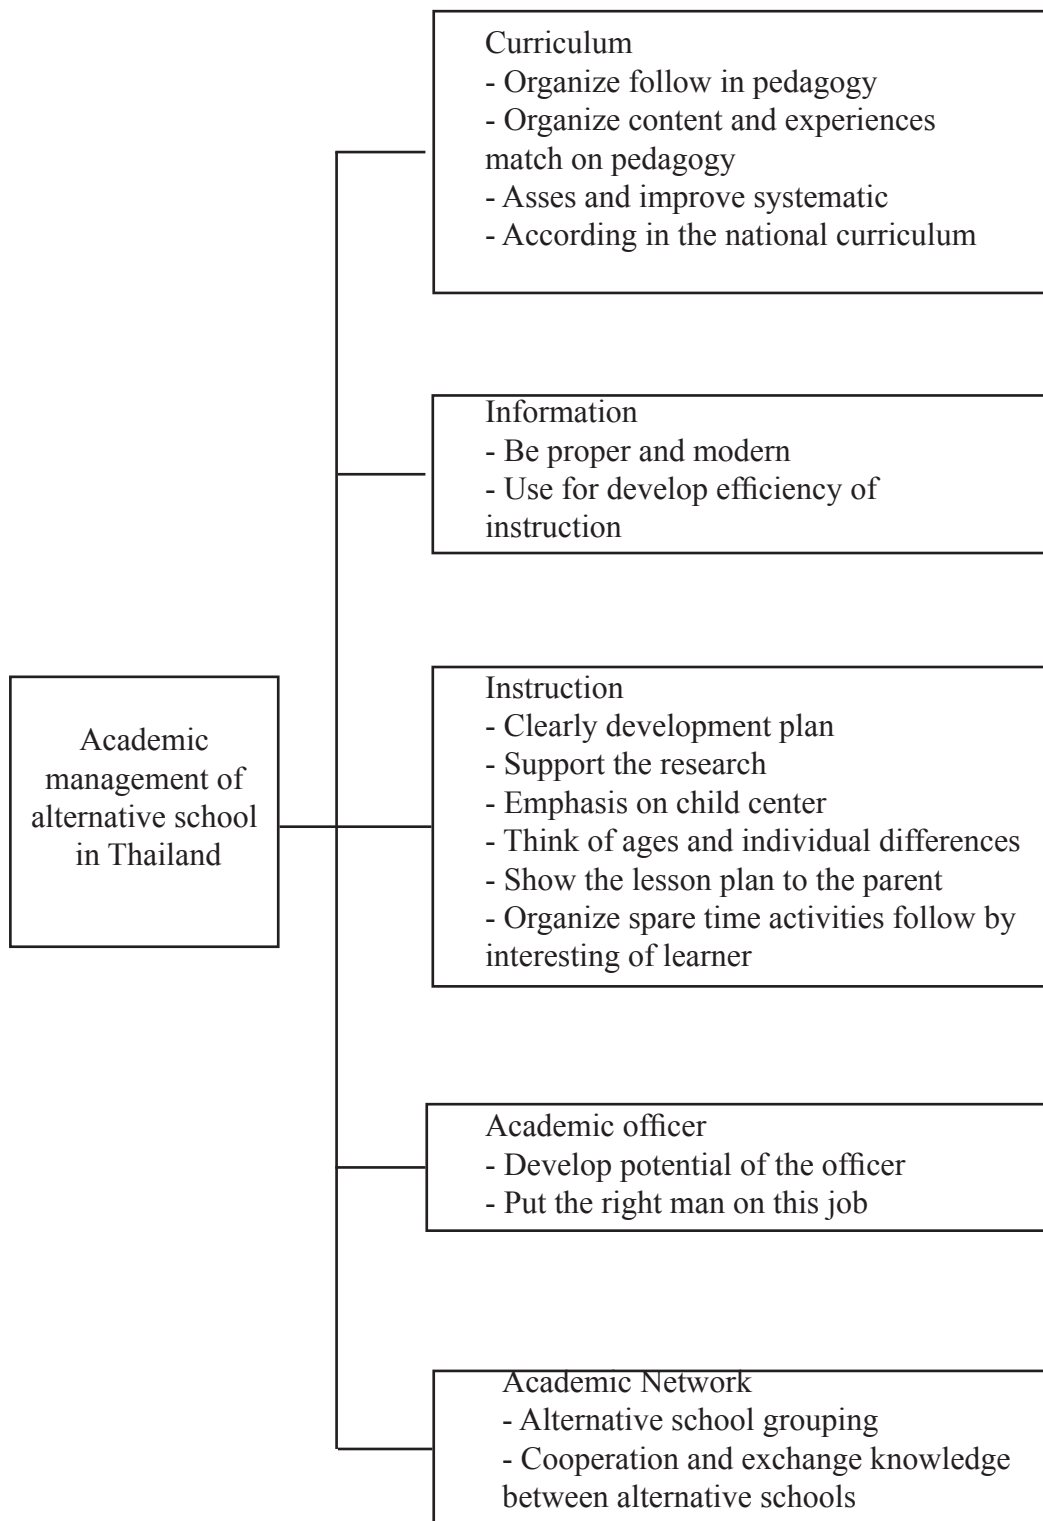 Curriculum
- Organize follow in pedagogy
- Organize content and experiences
match on pedagogy
- Asses and improve systematic
- According in the national curriculum
Information
- Be proper and modern
- Use for develop efficiency of
instruction
Academic
management of
alternative school
in Thailand
Instruction
- Clearly development plan
- Support the research
- Emphasis on child center
- Think of ages and individual differences
- Show the lesson plan to the parent
- Organize spare time activities follow by
interesting of learner
Academic officer
- Develop potential of the officer
- Put the right man on this job
Academic Network
- Alternative school grouping
- Cooperation and exchange knowledge
between alternative schools